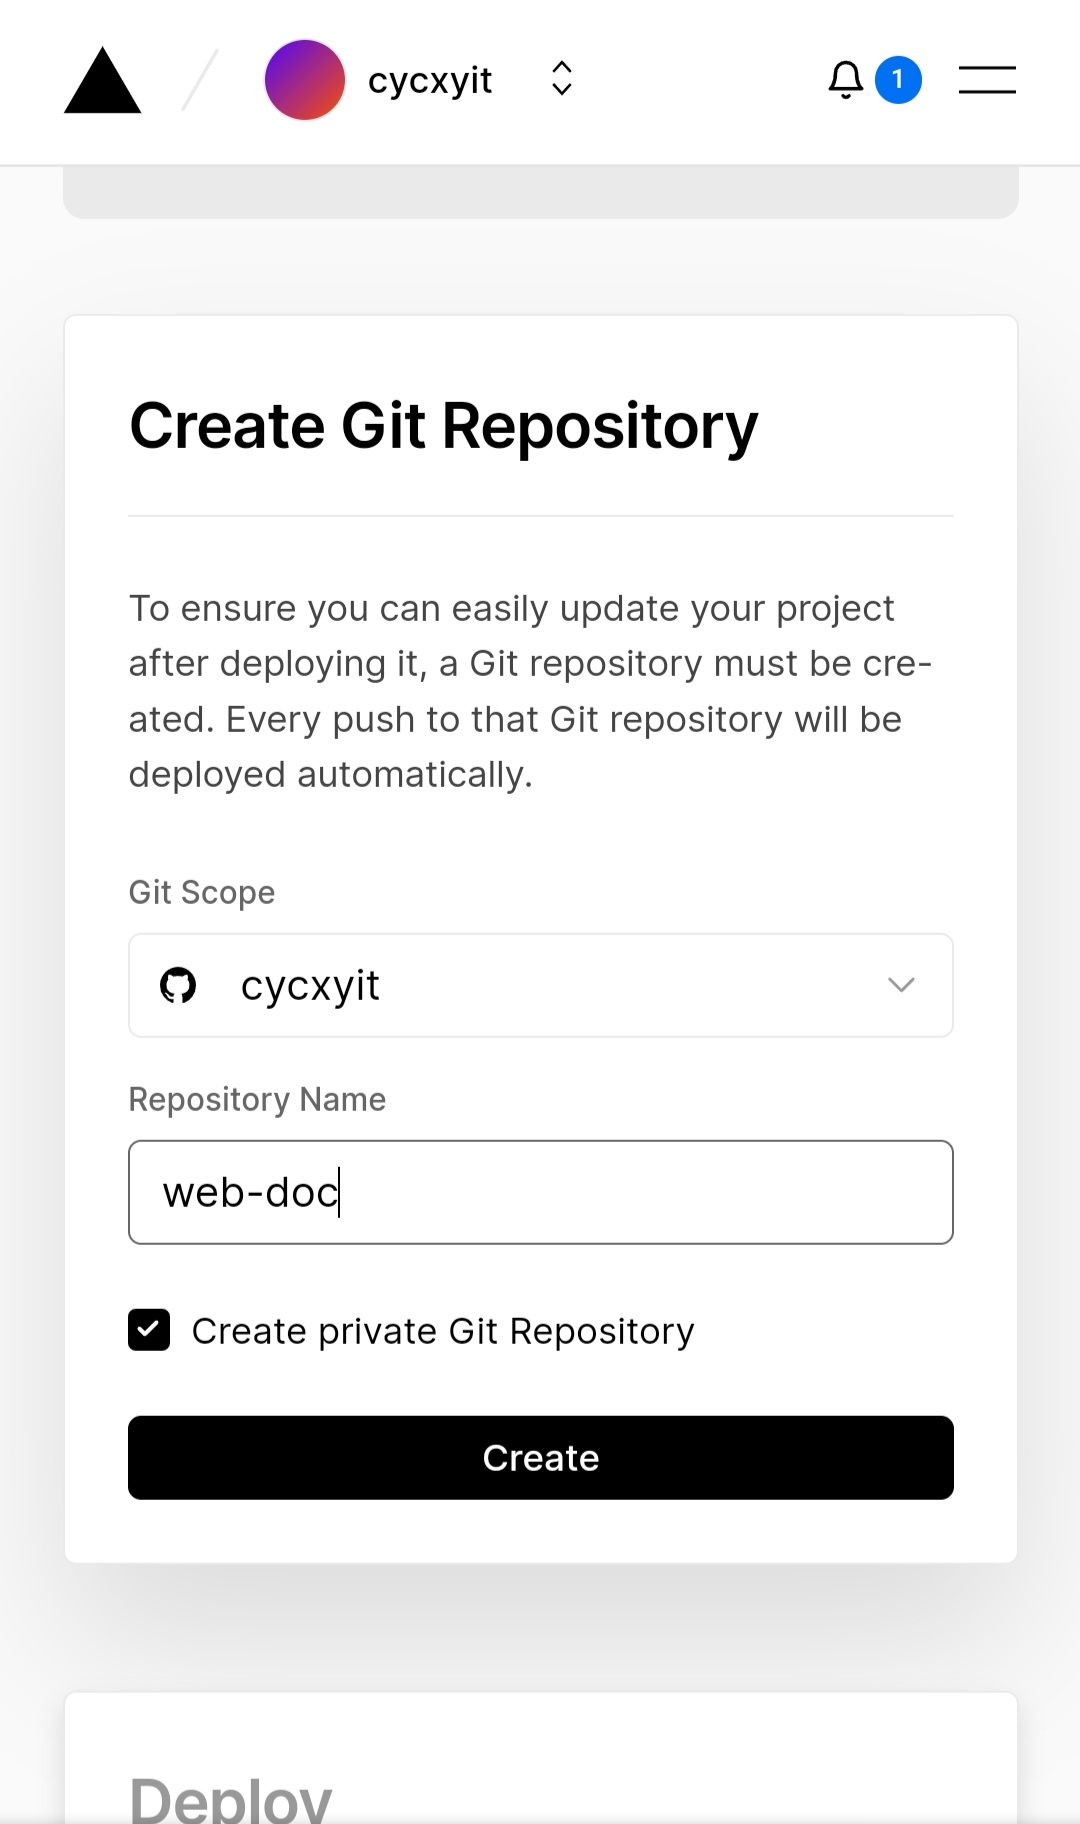 cycxyit
1
Create Git Repository
To ensure you can easily update your project
after deploying it, a Git repository must be cre-
ated. Every push to that Git repository will be
deployed automatically.
Git Scope
cycxyit
Repository Name
web-doc
Create private Git Repository
Create
Deploy